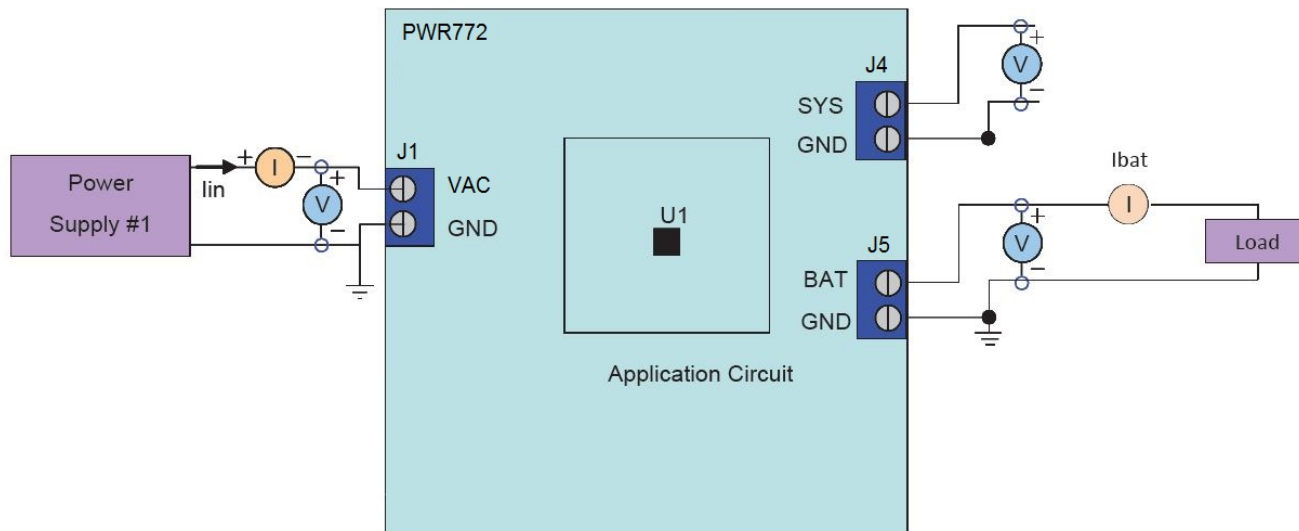 PWR772
J4
+
V
−
SYS
GND
Power
Supply #1
+
I
−
Iin
+
V
−
J1
VAC
GND
U1
J5
BAT
GND
+
V
−
Ibat
I
Load
Application Circuit